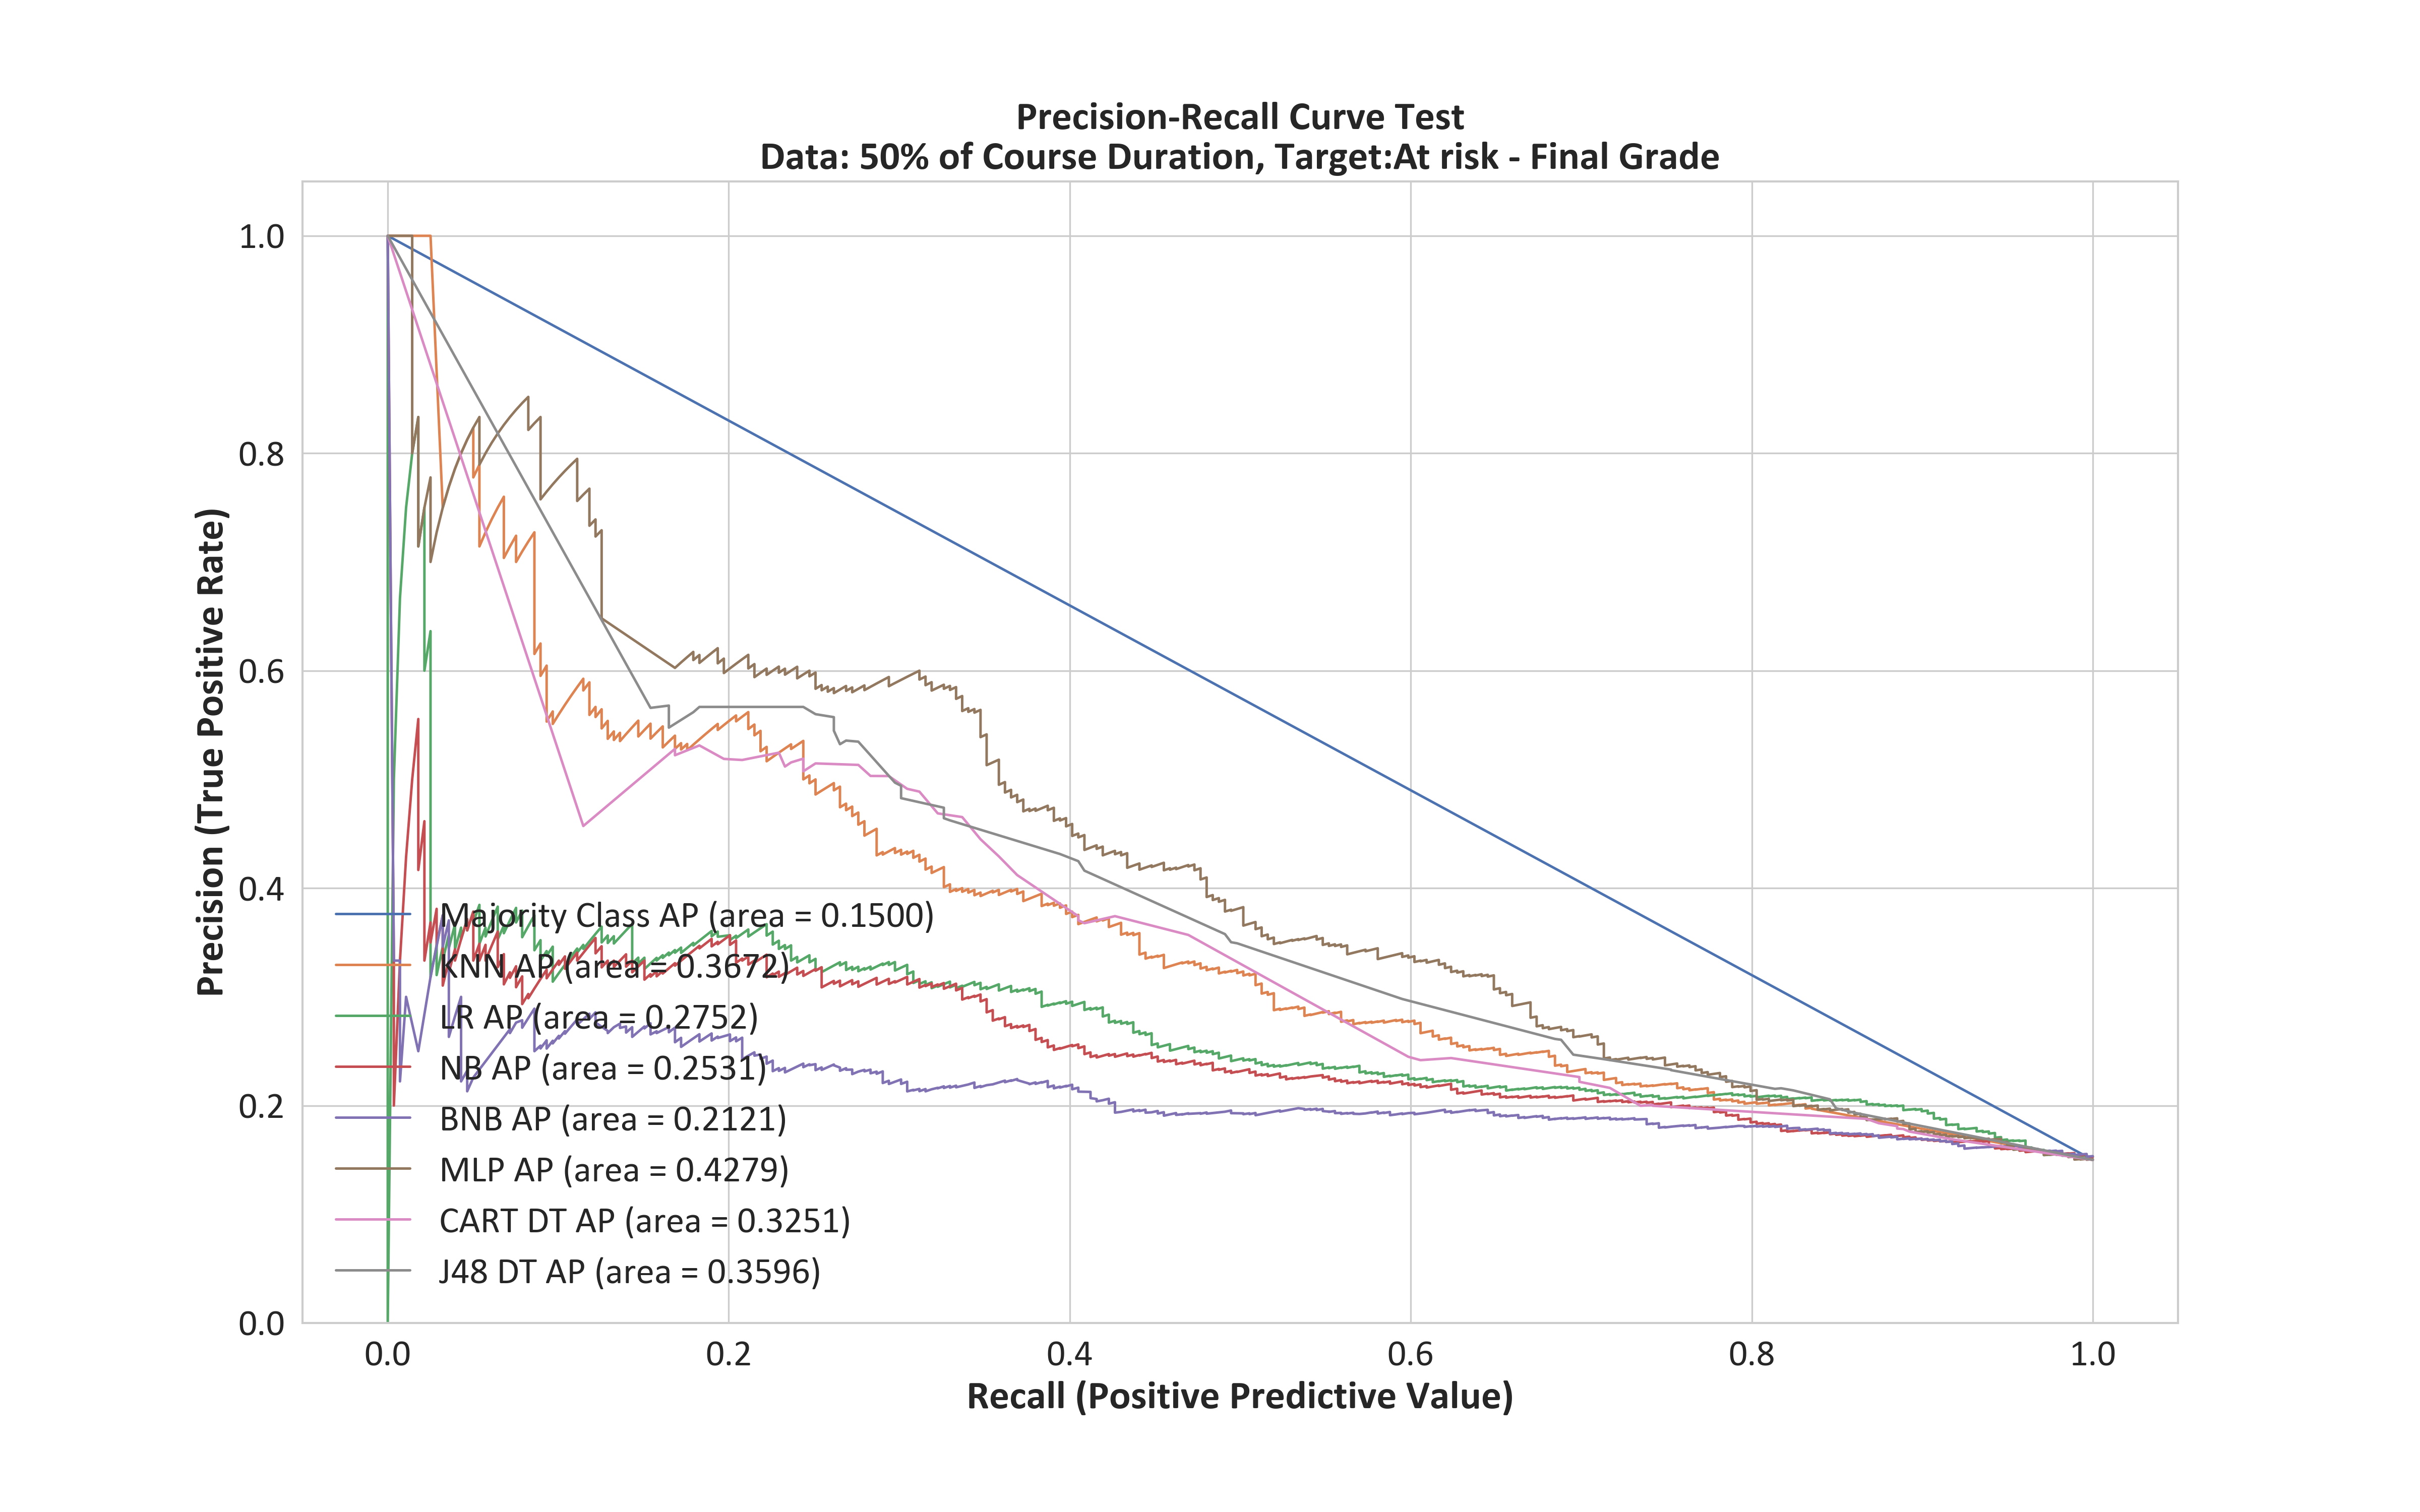 Precision-Recall Curve Test
Data: 50% of Course Duration, Target:At risk - Final Grade
Precision (True Positive Rate)
1.0
0.8
0.6
0.4
0.2
0.0
Majority Class AP (area = 0.1500)
KNN AP (area = 0.3672)
LR AP (area = 0.2752)
NB AP (area = 0.2531)
BNB AP (area = 0.2121)
MLP AP (area = 0.4279)
CART DT AP (area = 0.3251)
J48 DT AP (area = 0.3596)
0.0 0.2 0.4 0.6 0.8 1.0
Recall (Positive Predictive Value)